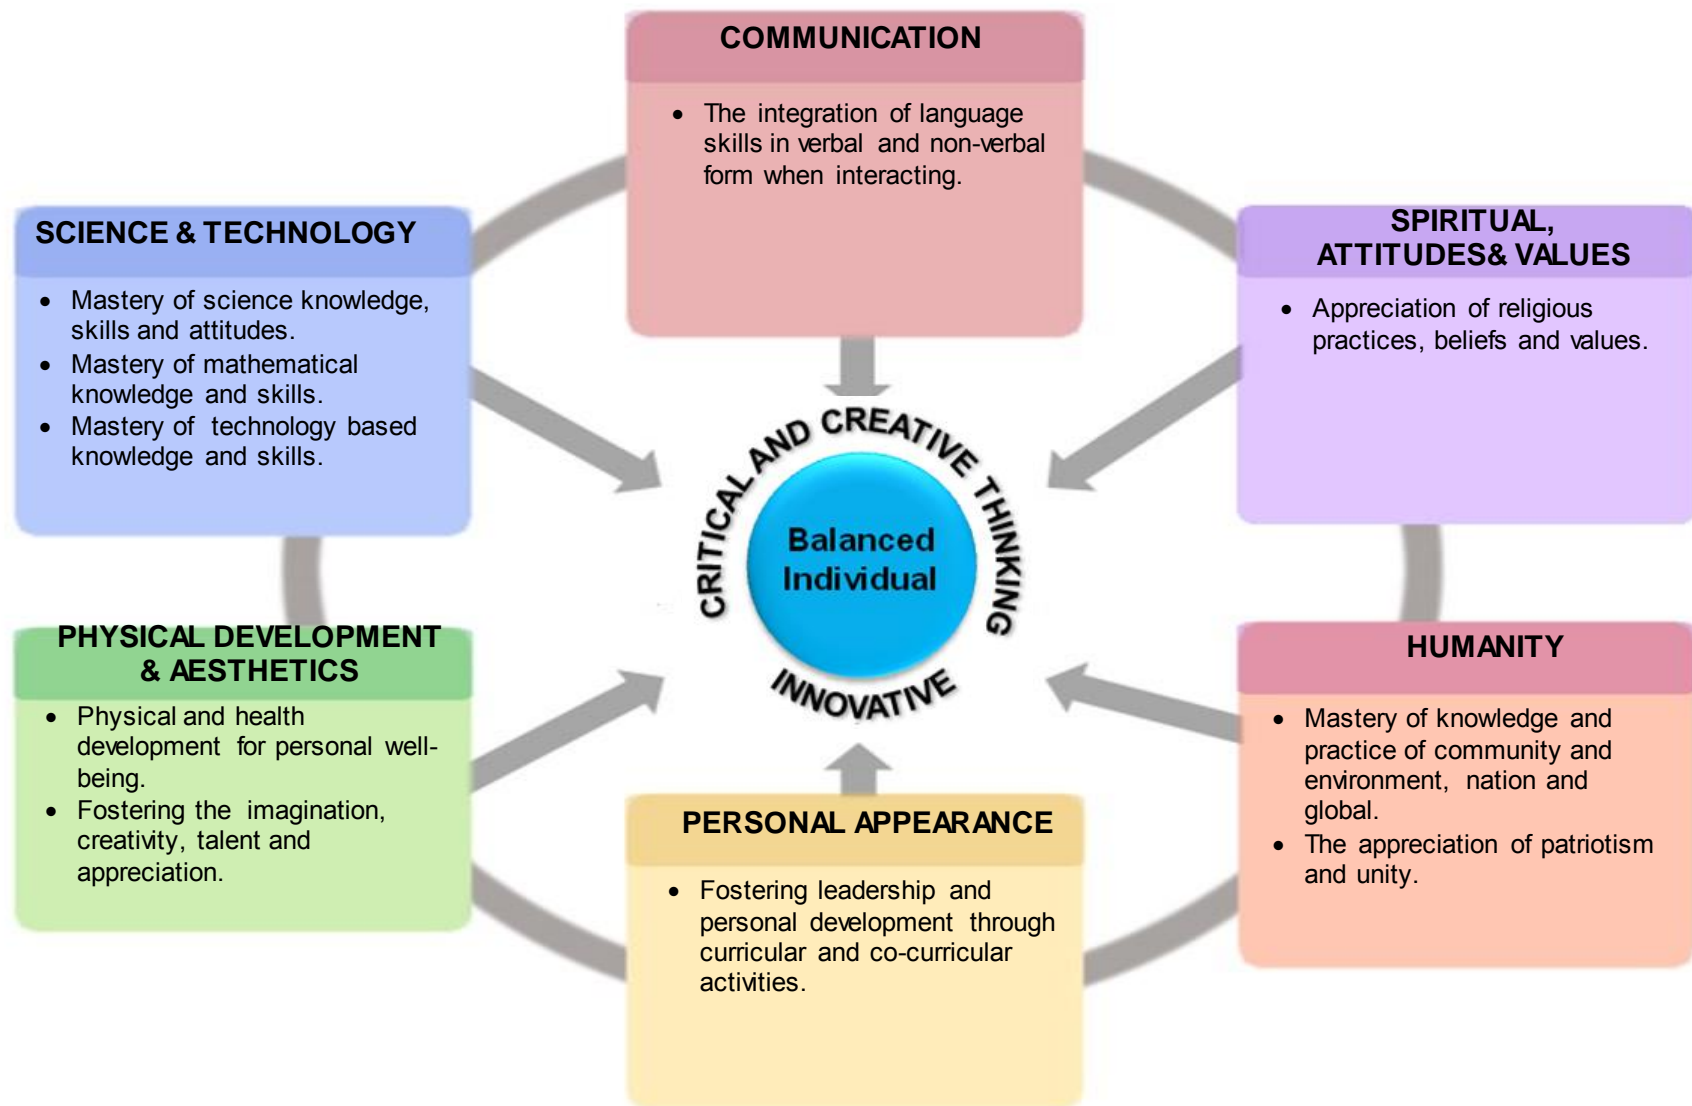 COMMUNICATION
• The integration of language
skills in verbal and non-verbal
form when interacting.
SCIENCE & TECHNOLOGY
• Mastery of science knowledge,
skills and attitudes.
• Mastery of mathematical
knowledge and skills.
• Mastery of technology based
knowledge and skills.
SPIRITUAL,
ATTITUDES& VALUES
• Appreciation of religious
practices, beliefs and values.
CRITICAL AND CREATIVE THINKING
Balanced
Individual
INNOVATIVE
PHYSICAL DEVELOPMENT
& AESTHETICS
• Physical and health
development for personal well-
being.
• Fostering the imagination,
creativity, talent and
appreciation.
PERSONAL APPEARANCE
• Fostering leadership and
personal development through
curricular and co-curricular
activities.
HUMANITY
• Mastery of knowledge and
practice of community and
environment, nation and
global.
• The appreciation of patriotism
and unity.